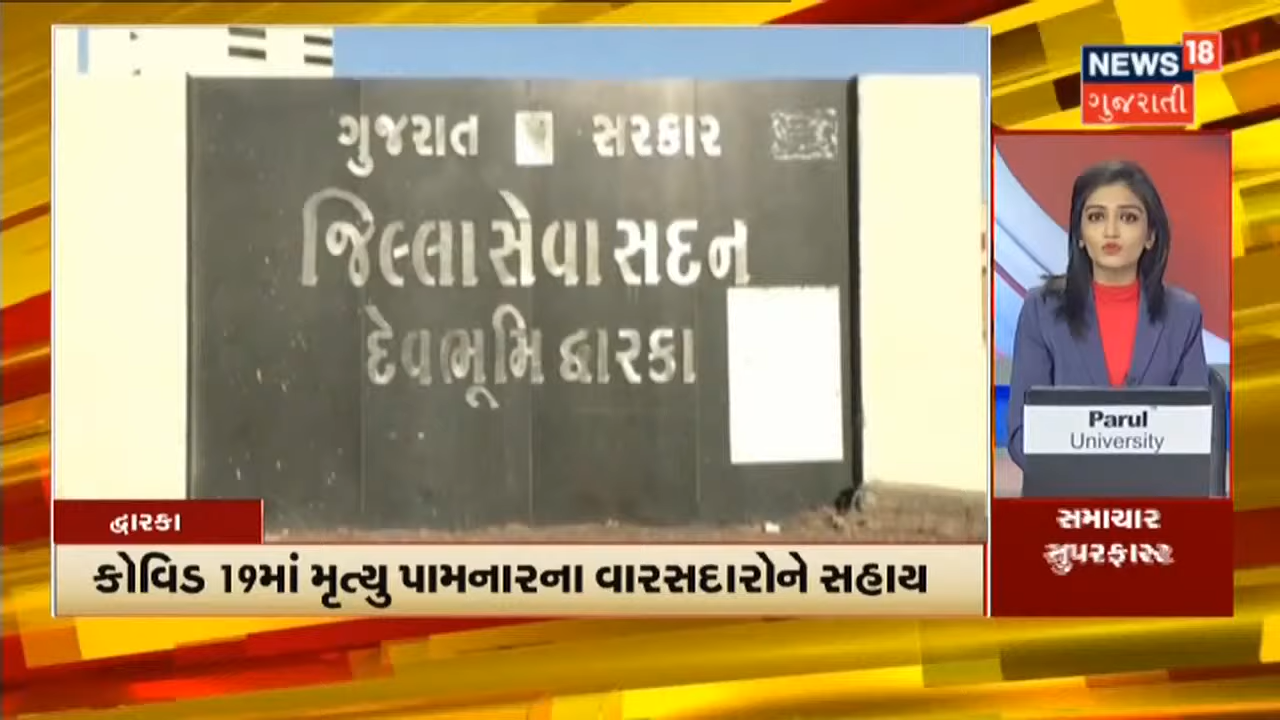 NEWS 18
ગુજરાતી
ગુજરાત સરકાર
જિલ્લા સેવા સદન
દેવભૂમિ દ્વારકા
Parul
University
દ્વારકા
સમાચાર
સુપરફાસ્ટ
કોવિડ 19માં મૃત્યુ પામનારના વારસદારોને સહાય